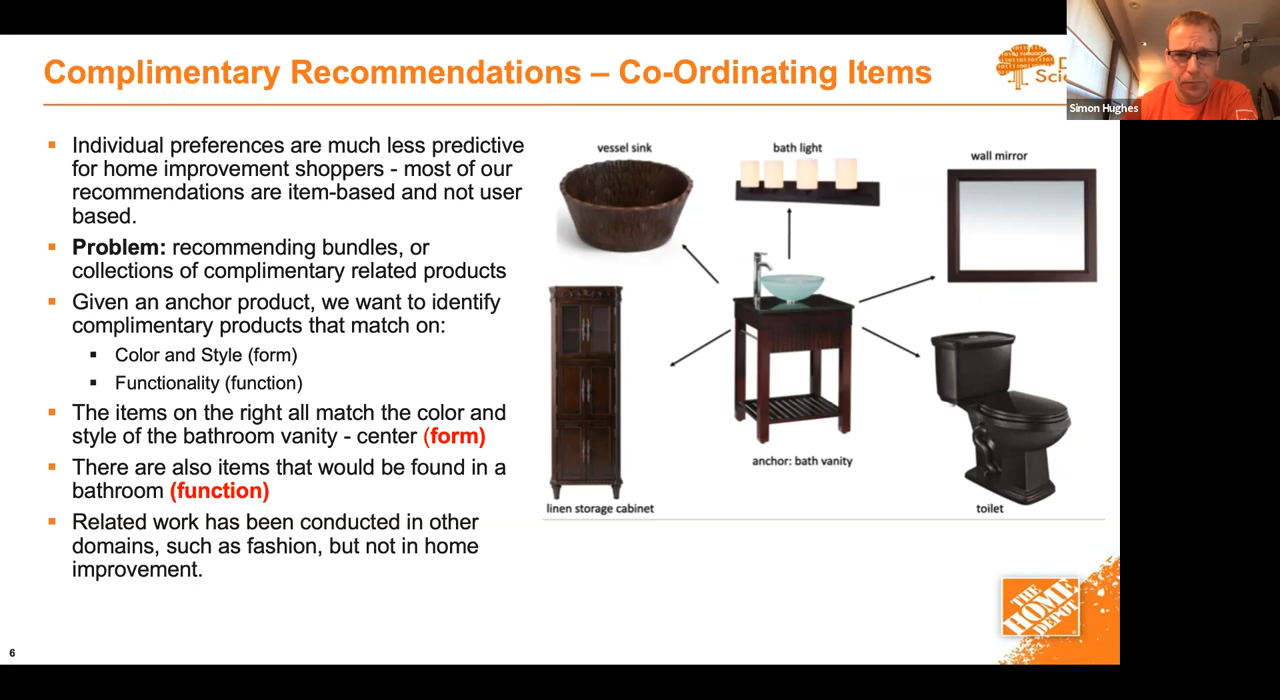 Complimentary Recommendations – Co-Ordinating Items
Simon Hughes
Individual preferences are much less predictive
for home improvement shoppers - most of our
recommendations are item-based and not user
based.
Problem: recommending bundles, or
collections of complimentary related products
Given an anchor product, we want to identify
complimentary products that match on:
Color and Style (form)
Functionality (function)
The items on the right all match the color and
style of the bathroom vanity - center (form)
There are also items that would be found in a
bathroom (function)
Related work has been conducted in other
domains, such as fashion, but not in home
improvement.
vessel sink
bath light
wall mirror
anchor: bath vanity
linen storage cabinet
toilet
THE
HOME
DEPOT
6